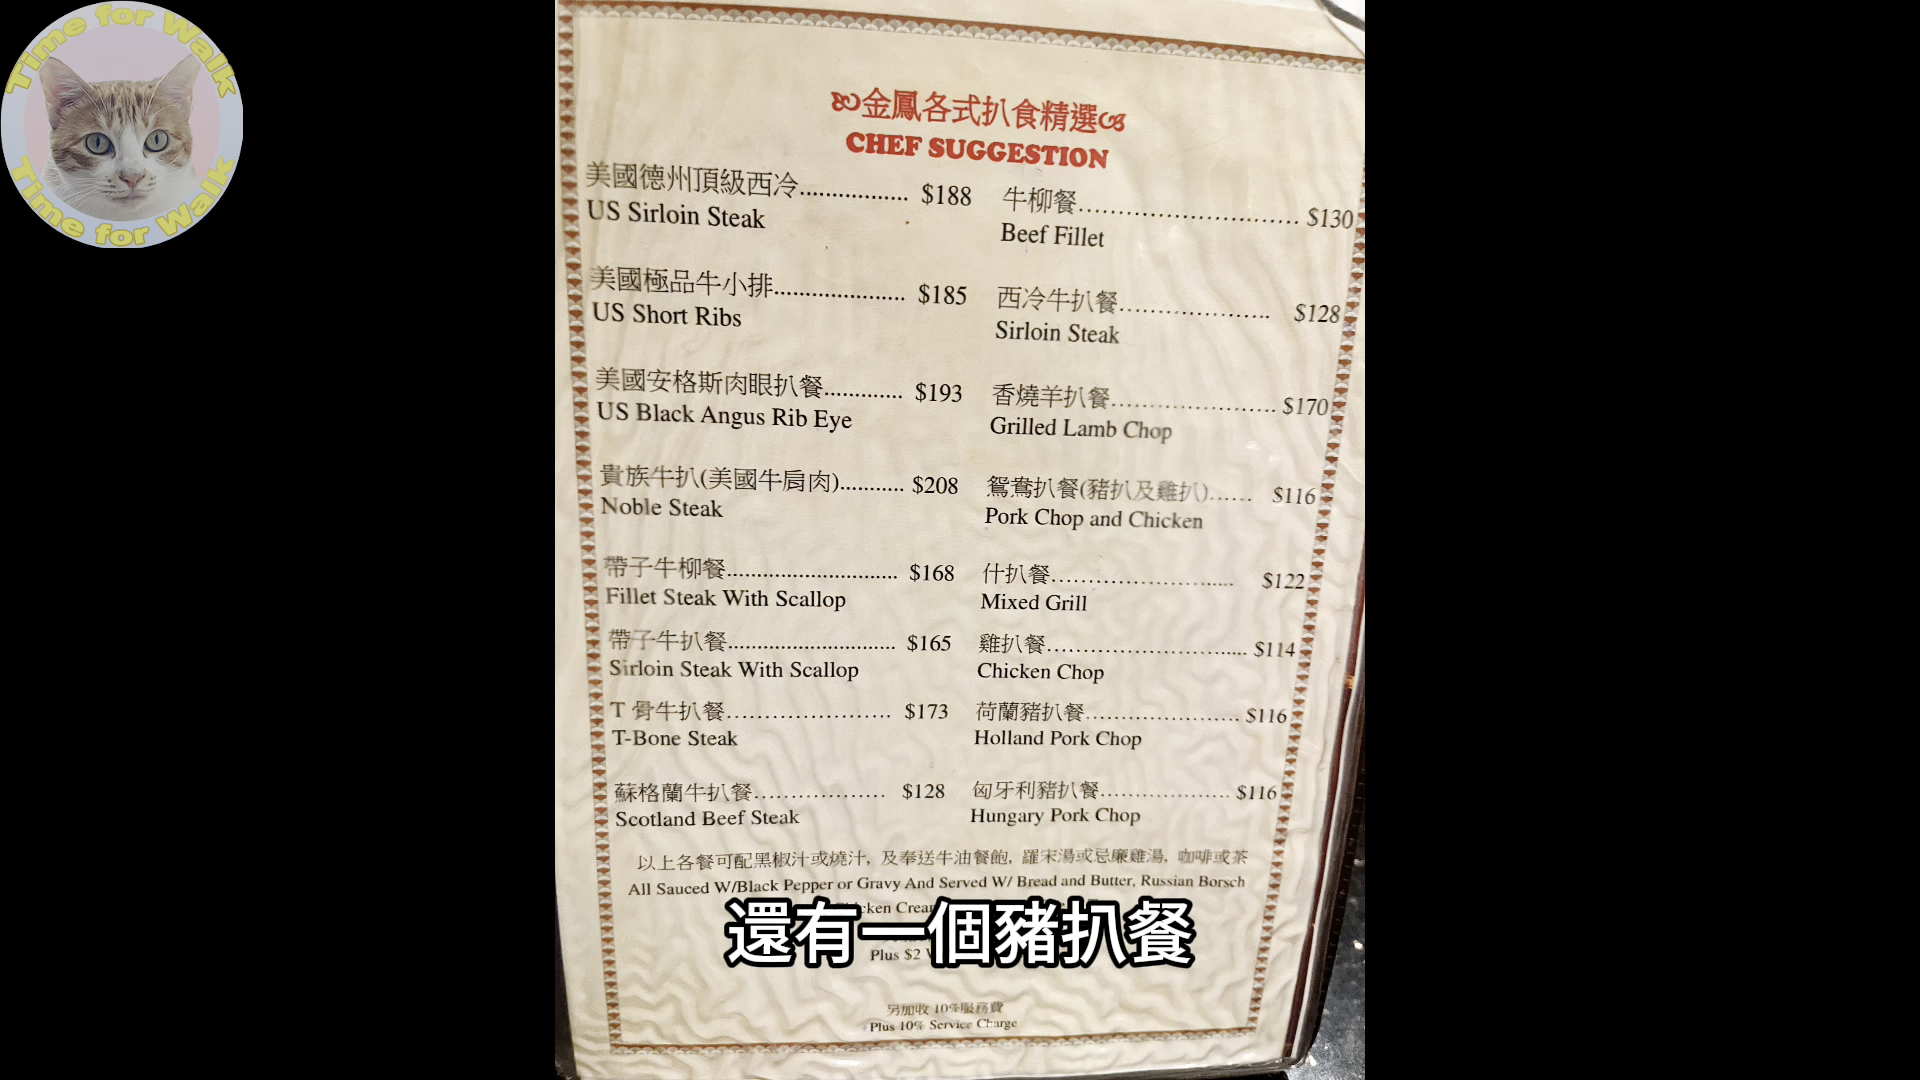 Time for Walk
Time for Walk
金鳳各式扒食精選
CHEF SUGGESTION
美國德州頂級西冷................ $188
US Sirloin Steak
美國極品牛小排..................... $185
US Short Ribs
美國安格斯肉眼扒餐............. $193
US Black Angus Rib Eye
貴族牛扒(美國牛肩肉)........... $208
Noble Steak
帶子牛柳餐............................ $168
Fillet Steak With Scallop
帶子牛扒餐............................ $165
Sirloin Steak With Scallop
T 骨牛扒餐...................... $173
T-Bone Steak
蘇格蘭牛扒餐.................. $128
Scotland Beef Steak
牛柳餐............................ $130
Beef Fillet
西冷牛扒餐................... $128
Sirloin Steak
香燒羊扒餐...................... $170
Grilled Lamb Chop
鴛鴦扒餐(豬扒及雞扒)...... $116
Pork Chop and Chicken
什扒餐.......................... $122
Mixed Grill
雞扒餐............................ $114
Chicken Chop
荷蘭豬扒餐..................... $116
Holland Pork Chop
匈牙利豬扒餐.................. $116
Hungary Pork Chop
以上各餐可配黑椒汁或燒汁, 及奉送牛油餐飽, 羅宋湯或忌廉雞湯, 咖啡或茶
All Sauced W/Black Pepper or Gravy And Served W/ Bread and Butter, Russian Borsch
還有一個豬扒餐
Plus $2
另加收 10%服務費
Plus 10% Service Charge